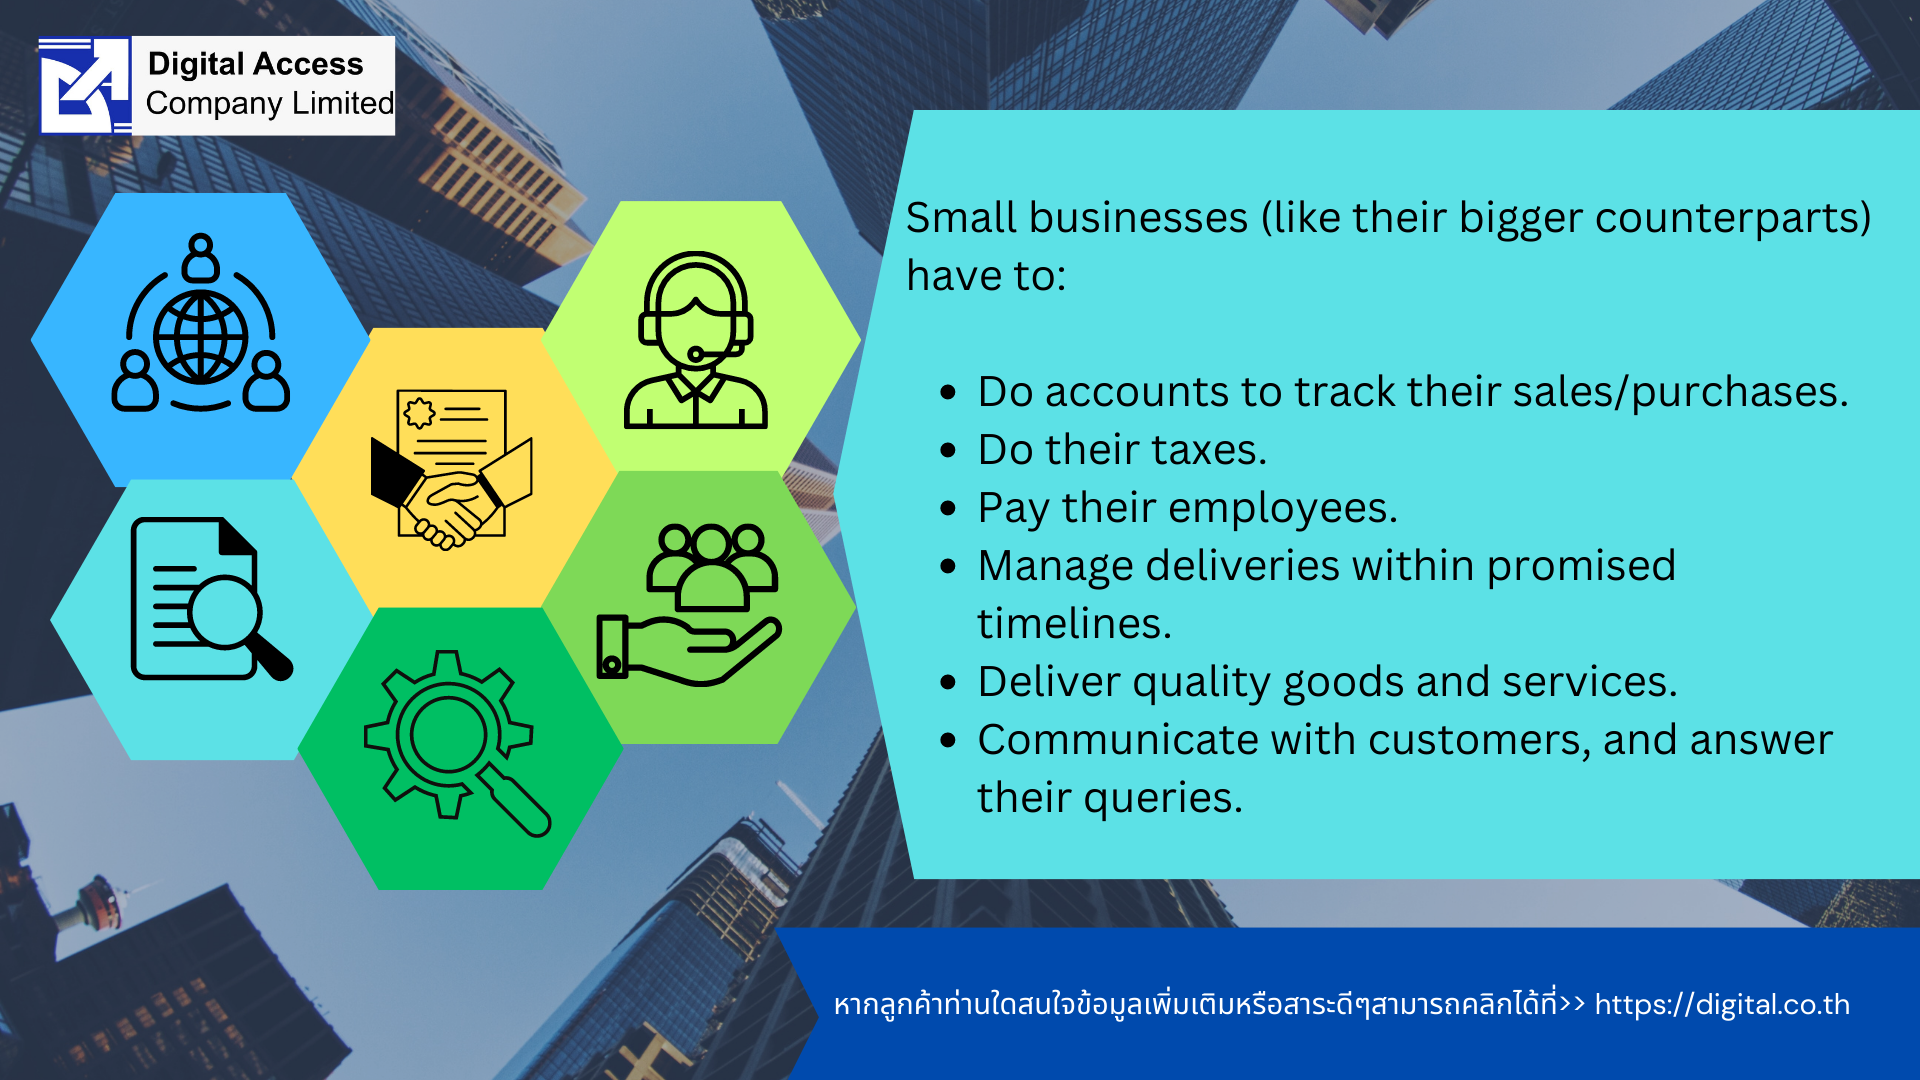 Digital Access
Company Limited
Small businesses (like their bigger counterparts)
have to:
• Do accounts to track their sales/purchases.
• Do their taxes.
• Pay their employees.
• Manage deliveries within promised
timelines.
• Deliver quality goods and services.
• Communicate with customers, and answer
their queries.
หากลูกค้าท่านใดสนใจข้อมูลเพิ่มเติมหรือสาระดีๆสามารถคลิกได้ที่>> https://digital.co.th